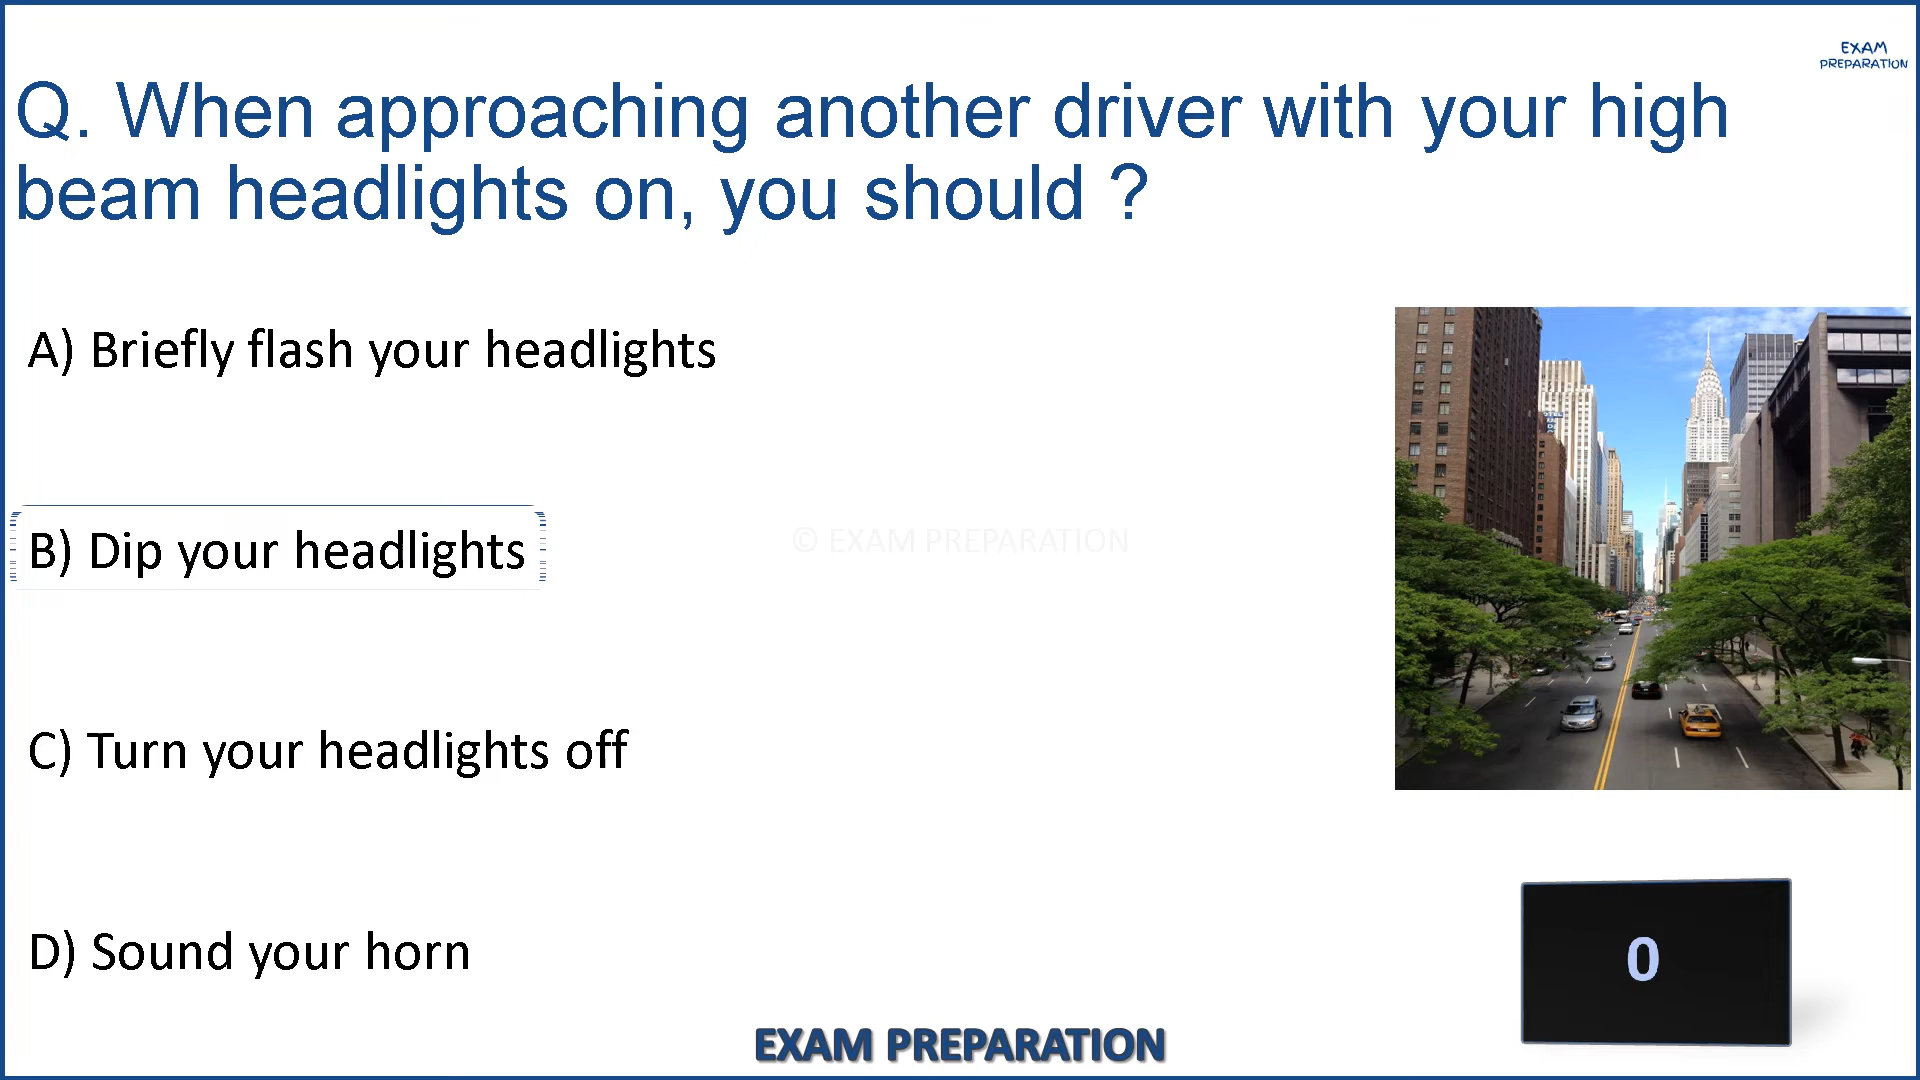 EXAM
PREPARATION
Q. When approaching another driver with your high
beam headlights on, you should ?
A) Briefly flash your headlights
B) Dip your headlights
© EXAM PREPARATION
C) Turn your headlights off
D) Sound your horn
0
EXAM PREPARATION